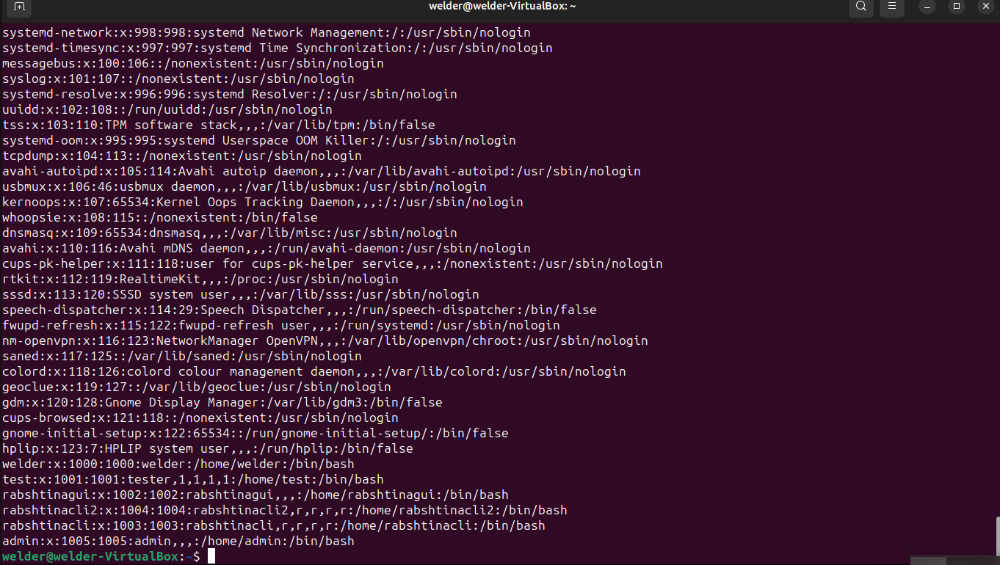 welder@welder-VirtualBox: ~
systemd-network:x:998:998:systemd Network Management:/:/usr/sbin/nologin
systemd-timesync:x:997:997:systemd Time Synchronization:/:/usr/sbin/nologin
messagebus:x:100:106::/nonexistent:/usr/sbin/nologin
syslog:x:101:107::/nonexistent:/usr/sbin/nologin
systemd-resolve:x:996:996:systemd Resolver:/:/usr/sbin/nologin
uuidd:x:102:108::/run/uuidd:/usr/sbin/nologin
tss:x:103:110:TPM software stack,,,:/var/lib/tpm:/bin/false
systemd-oom:x:995:995:systemd Userspace OOM Killer:/:/usr/sbin/nologin
tcpdump:x:104:113::/nonexistent:/usr/sbin/nologin
avahi-autoipd:x:105:114:Avahi autoip daemon,,,:/var/lib/avahi-autoipd:/usr/sbin/nologin
usbmux:x:106:46:usbmux daemon,,,:/var/lib/usbmux:/usr/sbin/nologin
kernoops:x:107:65534:Kernel Oops Tracking Daemon,,,:/:/usr/sbin/nologin
whoopsie:x:108:115::/nonexistent:/bin/false
dnsmasq:x:109:65534:dnsmasq,,,:/var/lib/misc:/usr/sbin/nologin
avahi:x:110:116:Avahi mDNS daemon,,,:/run/avahi-daemon:/usr/sbin/nologin
cups-pk-helper:x:111:118:user for cups-pk-helper service,,,:/nonexistent:/usr/sbin/nologin
rtkit:x:112:119:RealtimeKit,,,:/proc:/usr/sbin/nologin
sssd:x:113:120:SSSD system user,,,:/var/lib/sss:/usr/sbin/nologin
speech-dispatcher:x:114:29:Speech Dispatcher,,,:/run/speech-dispatcher:/bin/false
fwupd-refresh:x:115:122:fwupd-refresh user,,,:/run/systemd:/usr/sbin/nologin
nm-openvpn:x:116:123:NetworkManager OpenVPN,,,:/var/lib/openvpn/chroot:/usr/sbin/nologin
saned:x:117:125::/var/lib/saned:/usr/sbin/nologin
colord:x:118:126:colord colour management daemon,,,:/var/lib/colord:/usr/sbin/nologin
geoclue:x:119:127::/var/lib/geoclue:/usr/sbin/nologin
gdm:x:120:128:Gnome Display Manager:/var/lib/gdm3:/bin/false
cups-browsed:x:121:118::/nonexistent:/usr/sbin/nologin
gnome-initial-setup:x:122:65534::/run/gnome-initial-setup/:/bin/false
hplip:x:123:7:HPLIP system user,,,:/run/hplip:/bin/false
welder:x:1000:1000:welder:/home/welder:/bin/bash
test:x:1001:1001:tester,1,1,1,1:/home/test:/bin/bash
rabshtinagui:x:1002:1002:rabshtinagui,,,:/home/rabshtinagui:/bin/bash
rabshtinacli2:x:1004:1004:rabshtinacli2,r,r,r,r:/home/rabshtinacli2:/bin/bash
rabshtinacli:x:1003:1003:rabshtinacli,r,r,r,r:/home/rabshtinacli:/bin/bash
admin:x:1005:1005:admin,,,:/home/admin:/bin/bash
welder@welder-VirtualBox:~$